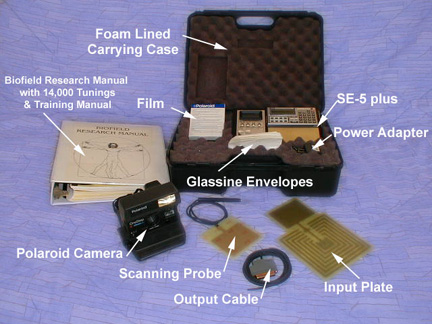 Foam Lined
Carrying Case
Biofield Research Manual
with 14,000 Tunings
& Training Manual
Film
Polaroid
SE-5 plus
Power Adapter
BIOFIELD
RESEARCH MANUAL
Glassine Envelopes
Polaroid Camera
Scanning Probe
Output Cable
Input Plate